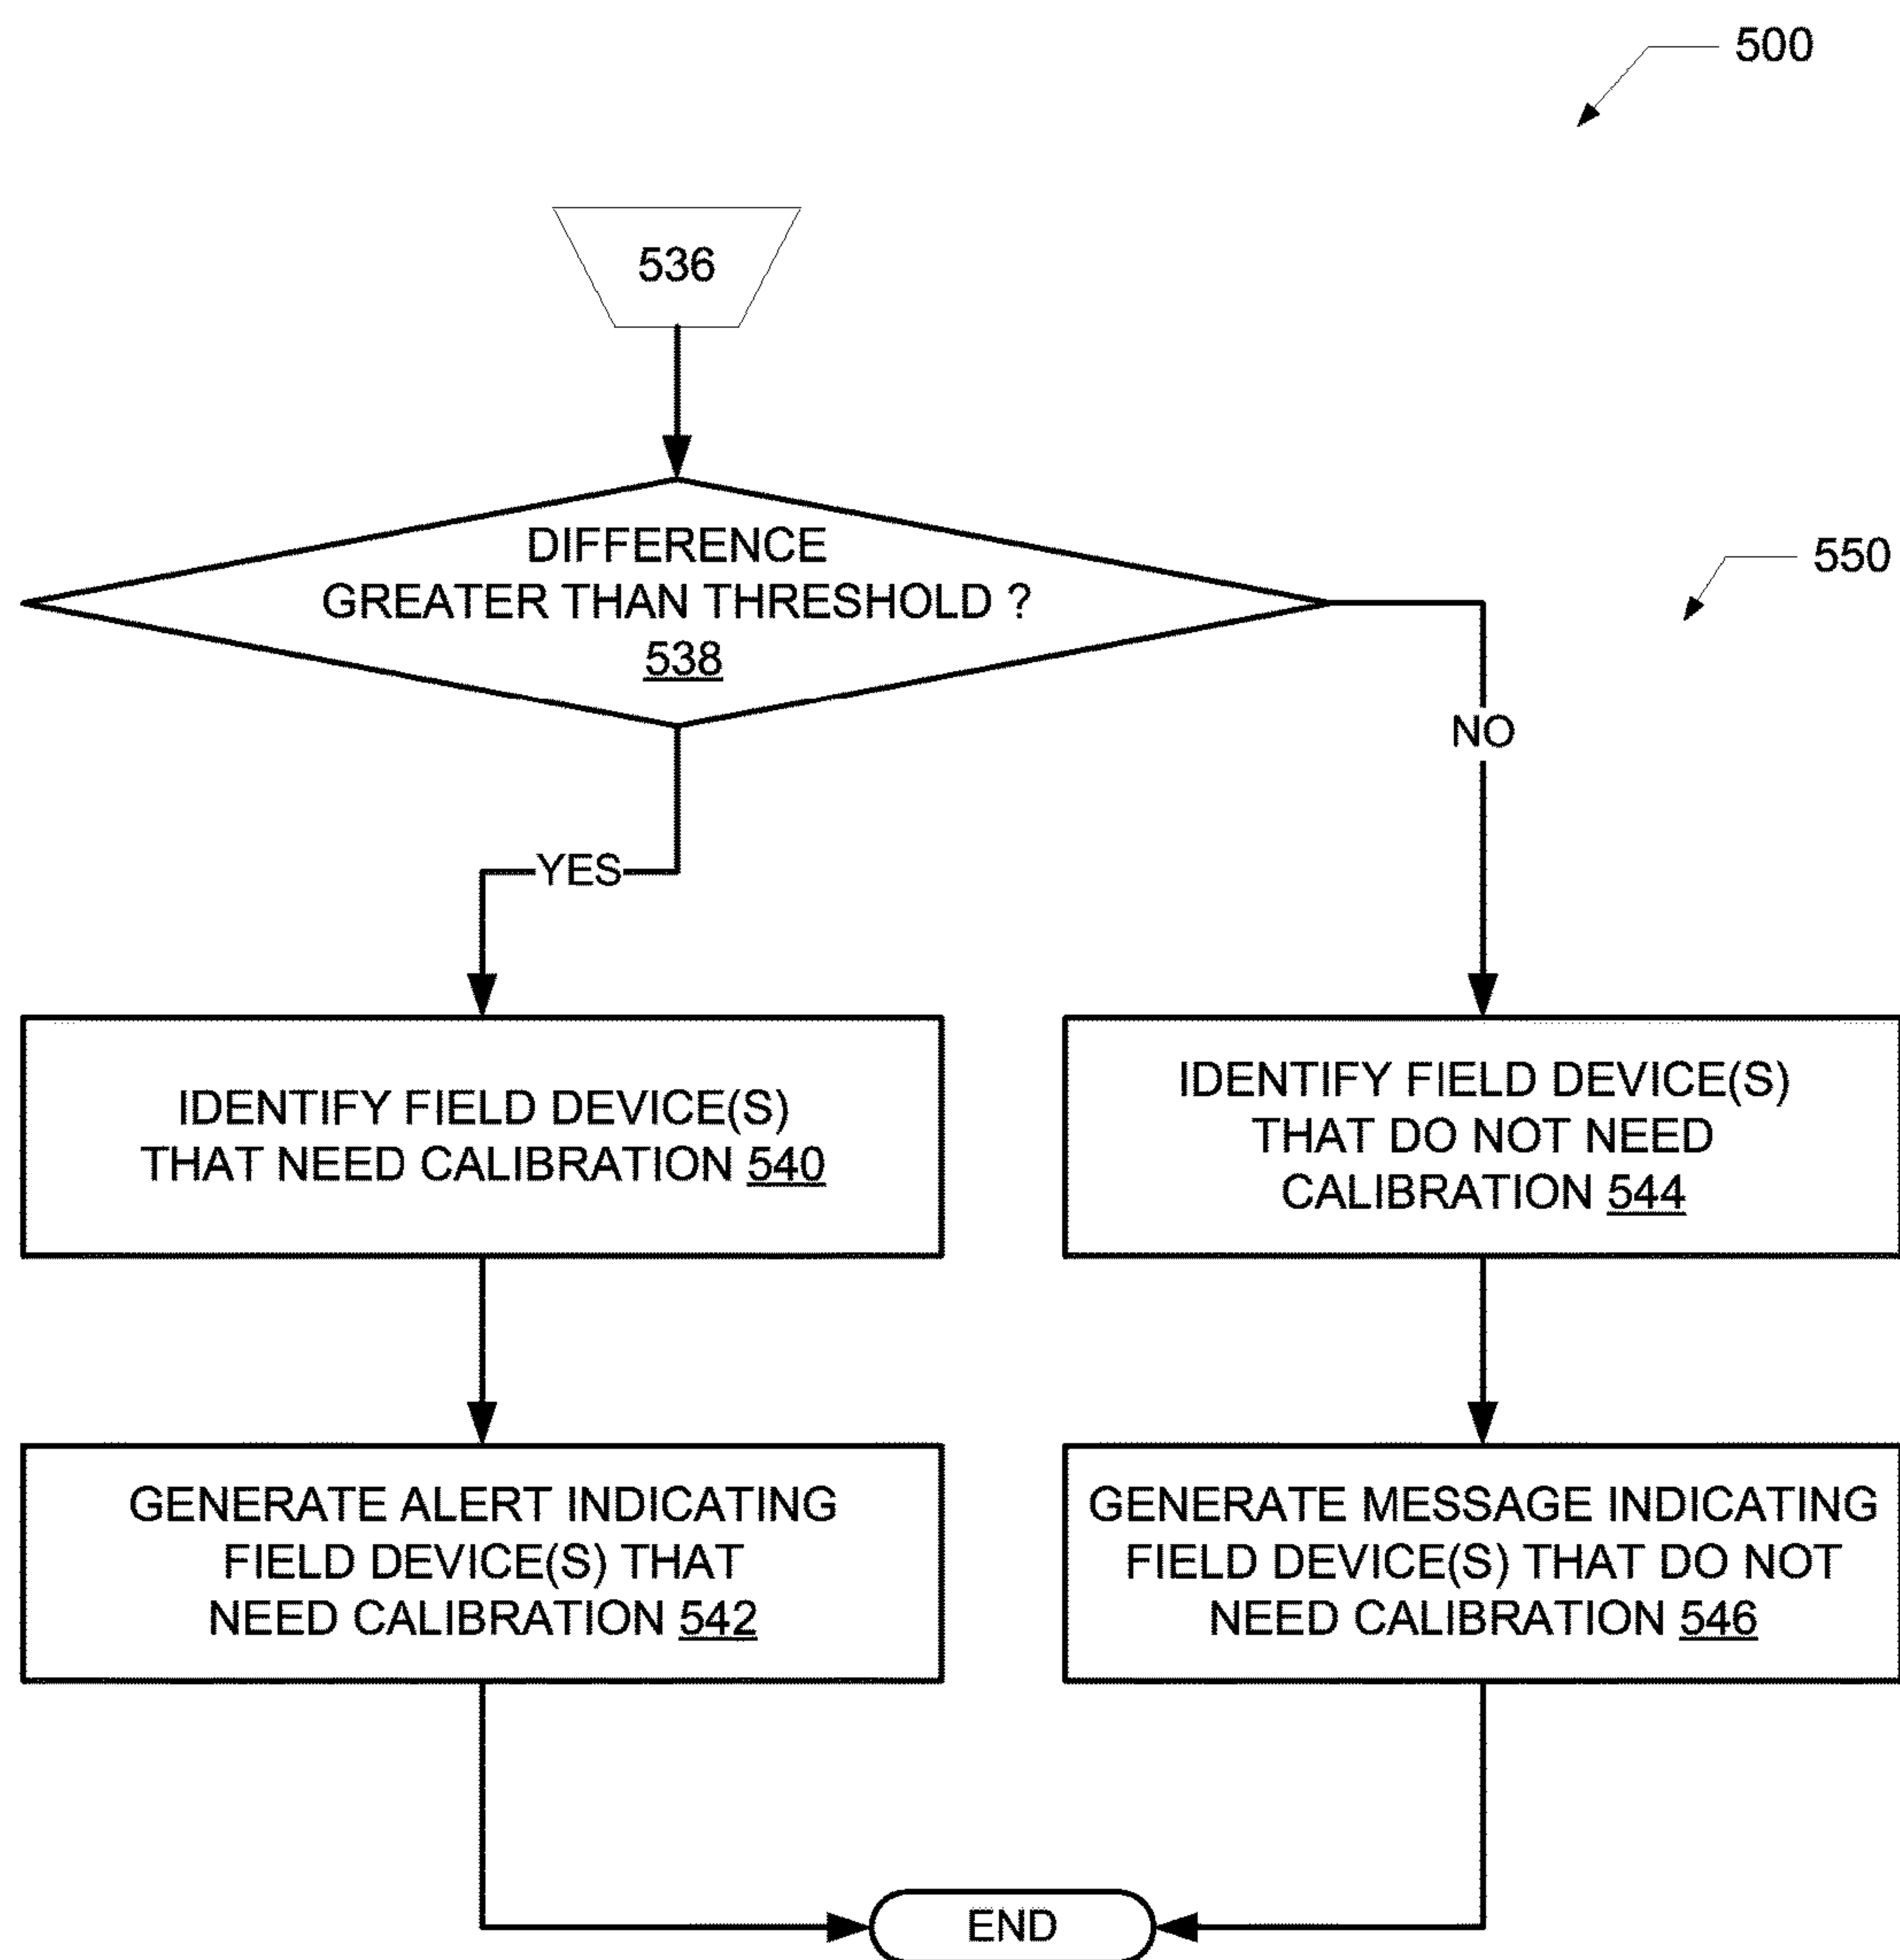 500
536
DIFFERENCE
GREATER THAN THRESHOLD ?
538
550
NO
YES
IDENTIFY FIELD DEVICE(S)
THAT NEED CALIBRATION 540
IDENTIFY FIELD DEVICE(S)
THAT DO NOT NEED
CALIBRATION 544
GENERATE ALERT INDICATING
FIELD DEVICE(S) THAT
NEED CALIBRATION 542
GENERATE MESSAGE INDICATING
FIELD DEVICE(S) THAT DO NOT
NEED CALIBRATION 546
END